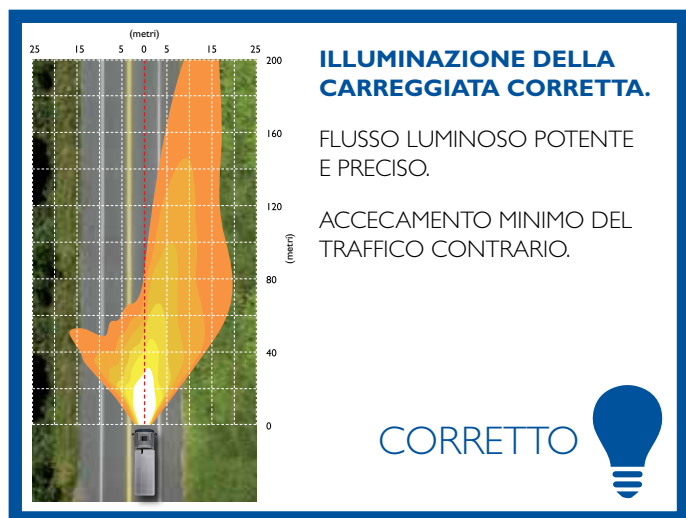 (metri)
25 15 5 0 5 15 25
200
160
120
80
40
0
(metri)
ILLUMINAZIONE DELLA
CARREGGIATA CORRETTA.
FLUSSO LUMINOSO POTENTE
E PRECISO.
ACCECAMENTO MINIMO DEL
TRAFFICO CONTRARIO.
CORRETTO